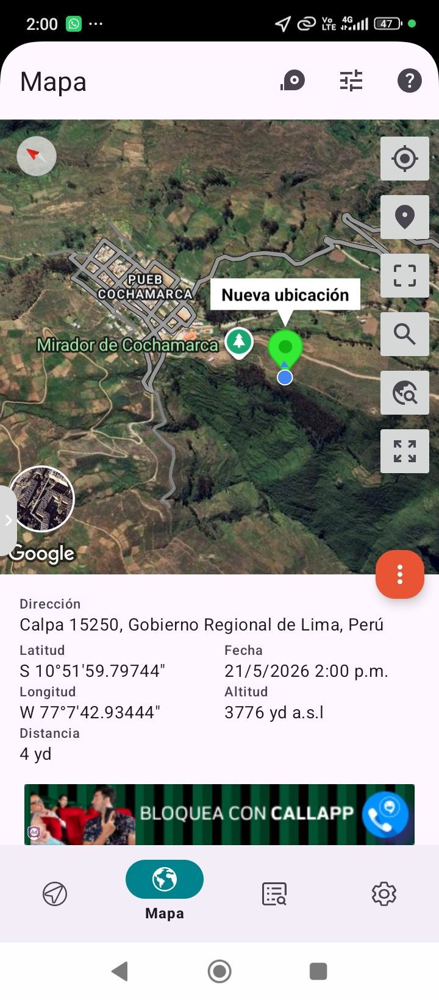 2:00
Vo
LTE
4G
47
Mapa
PUEB
COCHAMARCA
Nueva ubicación
Mirador de Cochamarca
Google
Dirección
Calpa 15250, Gobierno Regional de Lima, Perú
Latitud
S 10°51'59.79744"
Fecha
21/5/2026 2:00 p.m.
Longitud
W 77°7'42.93444"
Altitud
3776 yd a.s.l
Distancia
4 yd
BLOQUEA CON CALLAPP
Ad
Mapa